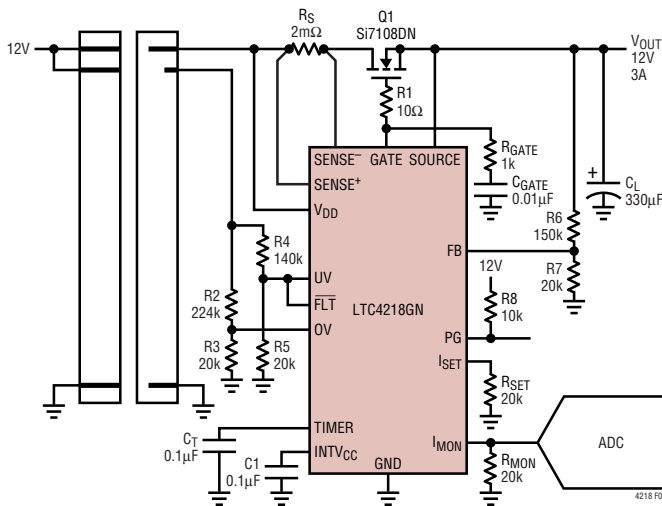 12V
RS
2mΩ
Q1
Si7108DN
VOUT
12V
3A
R1
10Ω
SENSE−
GATE
SOURCE
SENSE+
VDD
RGATE
1k
CGATE
0.01µF
+
CL
330µF
R6
150k
R4
140k
FB
R7
20k
UV
FLT
LTC4218GN
12V
R8
10k
R2
224k
OV
PG
R3
20k
R5
20k
ISET
RSET
20k
TIMER
CT
0.1µF
INTVCC
C1
0.1µF
GND
IMON
RMON
20k
ADC